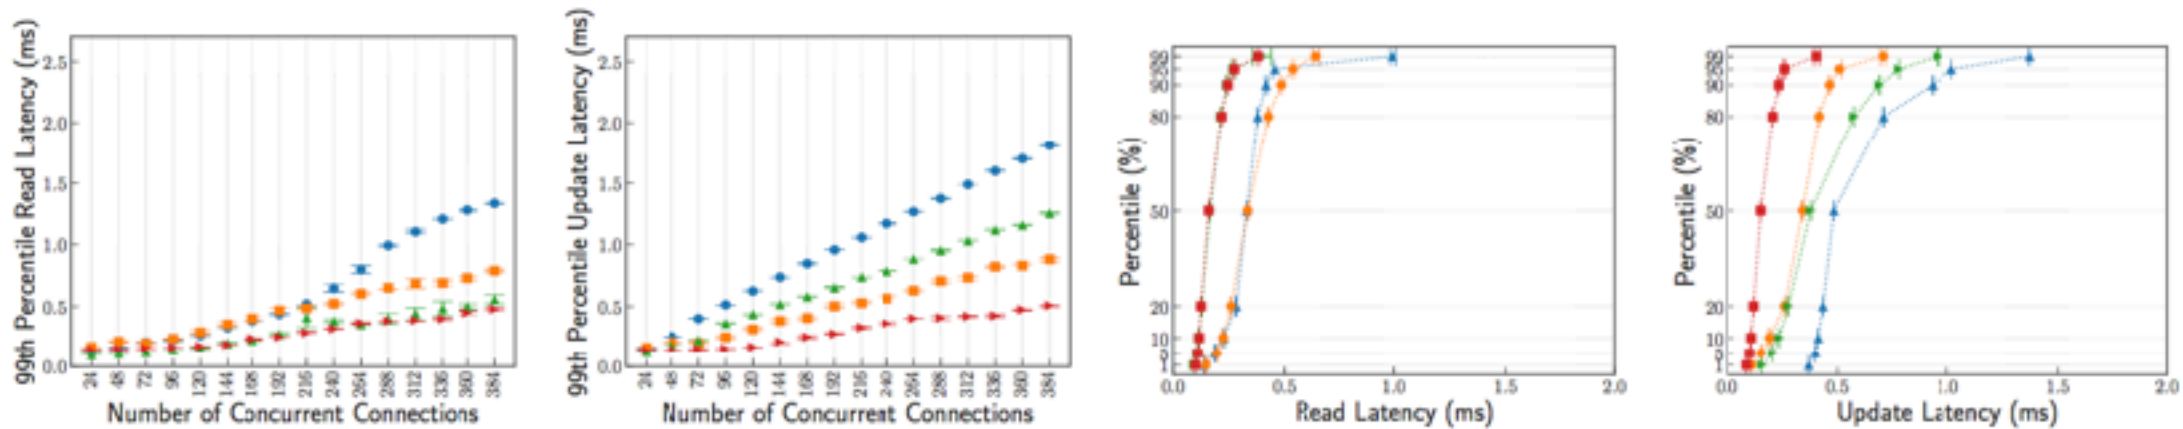 99th Percentile Read Latency (ms)
2.5
2.0
1.5
1.0
0.5
0.0
24 48 72 96 120 144 168 192 216 240 264 288 312 336 360 384
Number of Concurrent Connections
99th Percentile Update Latency (ms)
2.5
2.0
1.5
1.0
0.5
0.0
24 48 72 96 120 144 168 192 216 240 264 288 312 336 360 384
Number of Concurrent Connections
Percentile (%)
99
90
80
50
20
10
1
0.0 0.5 1.0 1.5 2.0
Read Latency (ms)
Percentile (%)
99
90
80
50
20
10
1
0.0 0.5 1.0 1.5 2.0
Update Latency (ms)